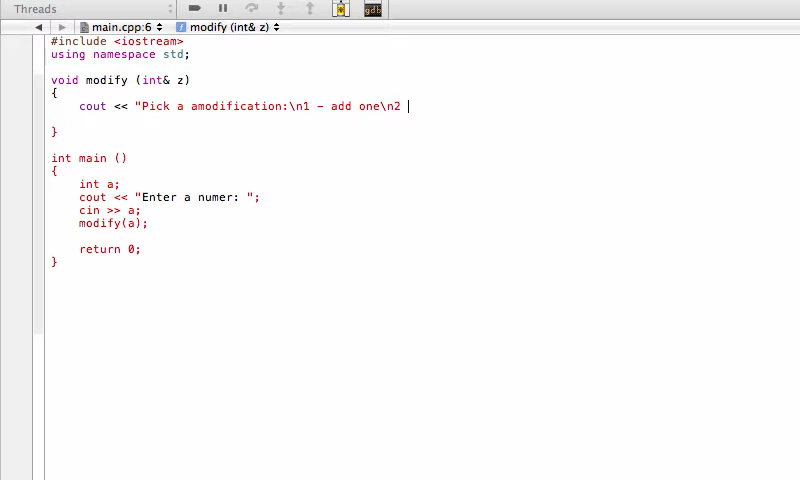 Threads
gdb
main.cpp:6 modify (int& z)
#include <iostream>
using namespace std;
void modify (int& z)
{
cout << "Pick a amodification:\n1 - add one\n2
}
int main ()
{
int a;
cout << "Enter a numer: ";
cin >> a;
modify(a);
return 0;
}